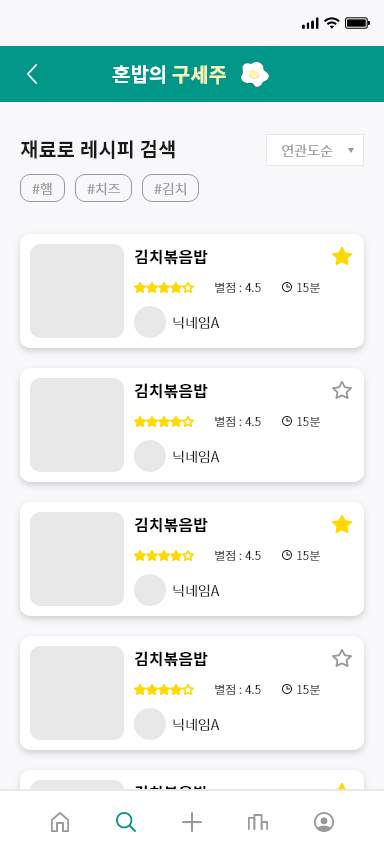 혼밥의 구세주
재료로 레시피 검색
연관도순
#햄 #치즈 #김치
김치볶음밥
별점 : 4.5 15분
닉네임A
김치볶음밥
별점 : 4.5 15분
닉네임A
김치볶음밥
별점 : 4.5 15분
닉네임A
김치볶음밥
별점 : 4.5 15분
닉네임A